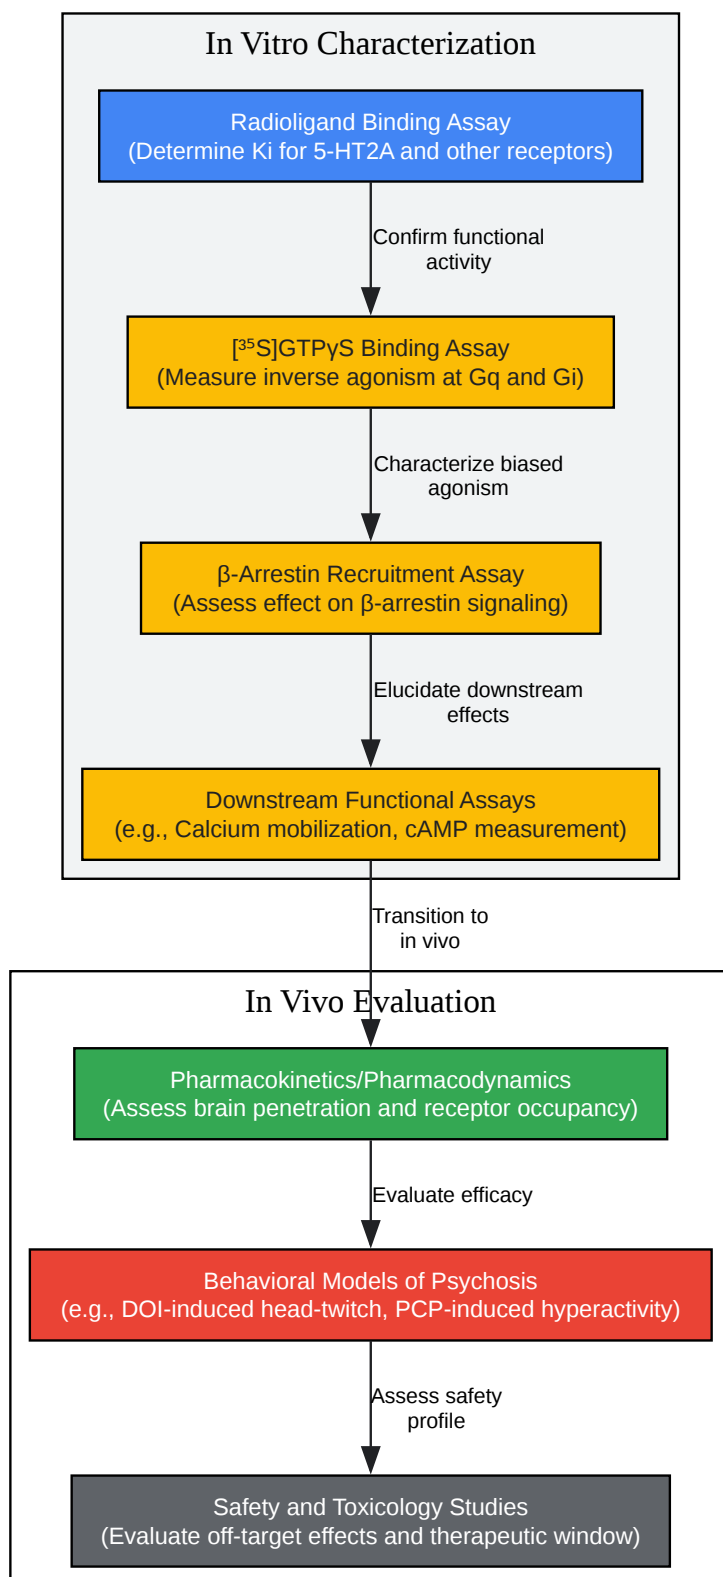 In Vitro Characterization
Radioligand Binding Assay
(Determine Ki for 5-HT2A and other receptors)
Confirm functional
activity
[³⁵S]GTPγS Binding Assay
(Measure inverse agonism at Gq and Gi)
Characterize biased
agonism
β-Arrestin Recruitment Assay
(Assess effect on β-arrestin signaling)
Elucidate downstream
effects
Downstream Functional Assays
(e.g., Calcium mobilization, cAMP measurement)
Transition to
in vivo
In Vivo Evaluation
Pharmacokinetics/Pharmacodynamics
(Assess brain penetration and receptor occupancy)
Evaluate efficacy
Behavioral Models of Psychosis
(e.g., DOI-induced head-twitch, PCP-induced hyperactivity)
Assess safety
profile
Safety and Toxicology Studies
(Evaluate off-target effects and therapeutic window)